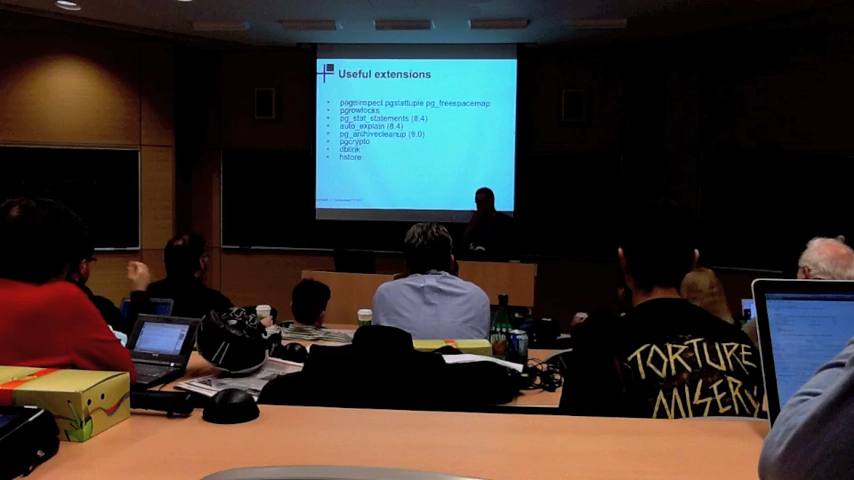 Useful extensions
• pageinspect pgstattuple pg_freespacemap
• pgrowlocks
• pg_stat_statements (8.4)
• auto_explain (8.4)
• pg_archivecleanup (9.0)
• pgcrypto
• dblink
• hstore
TORTURE
MISERY